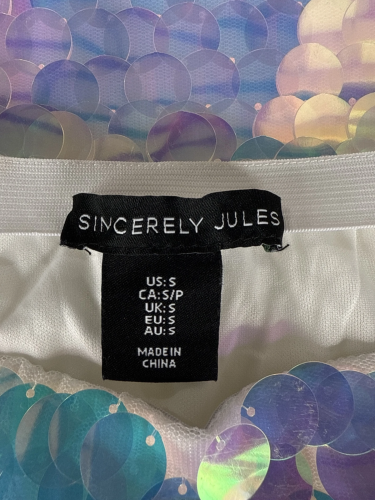 SINCERELY JULES
US: S
CA: S/P
UK: S
EU: S
AU: S
MADE IN
CHINA